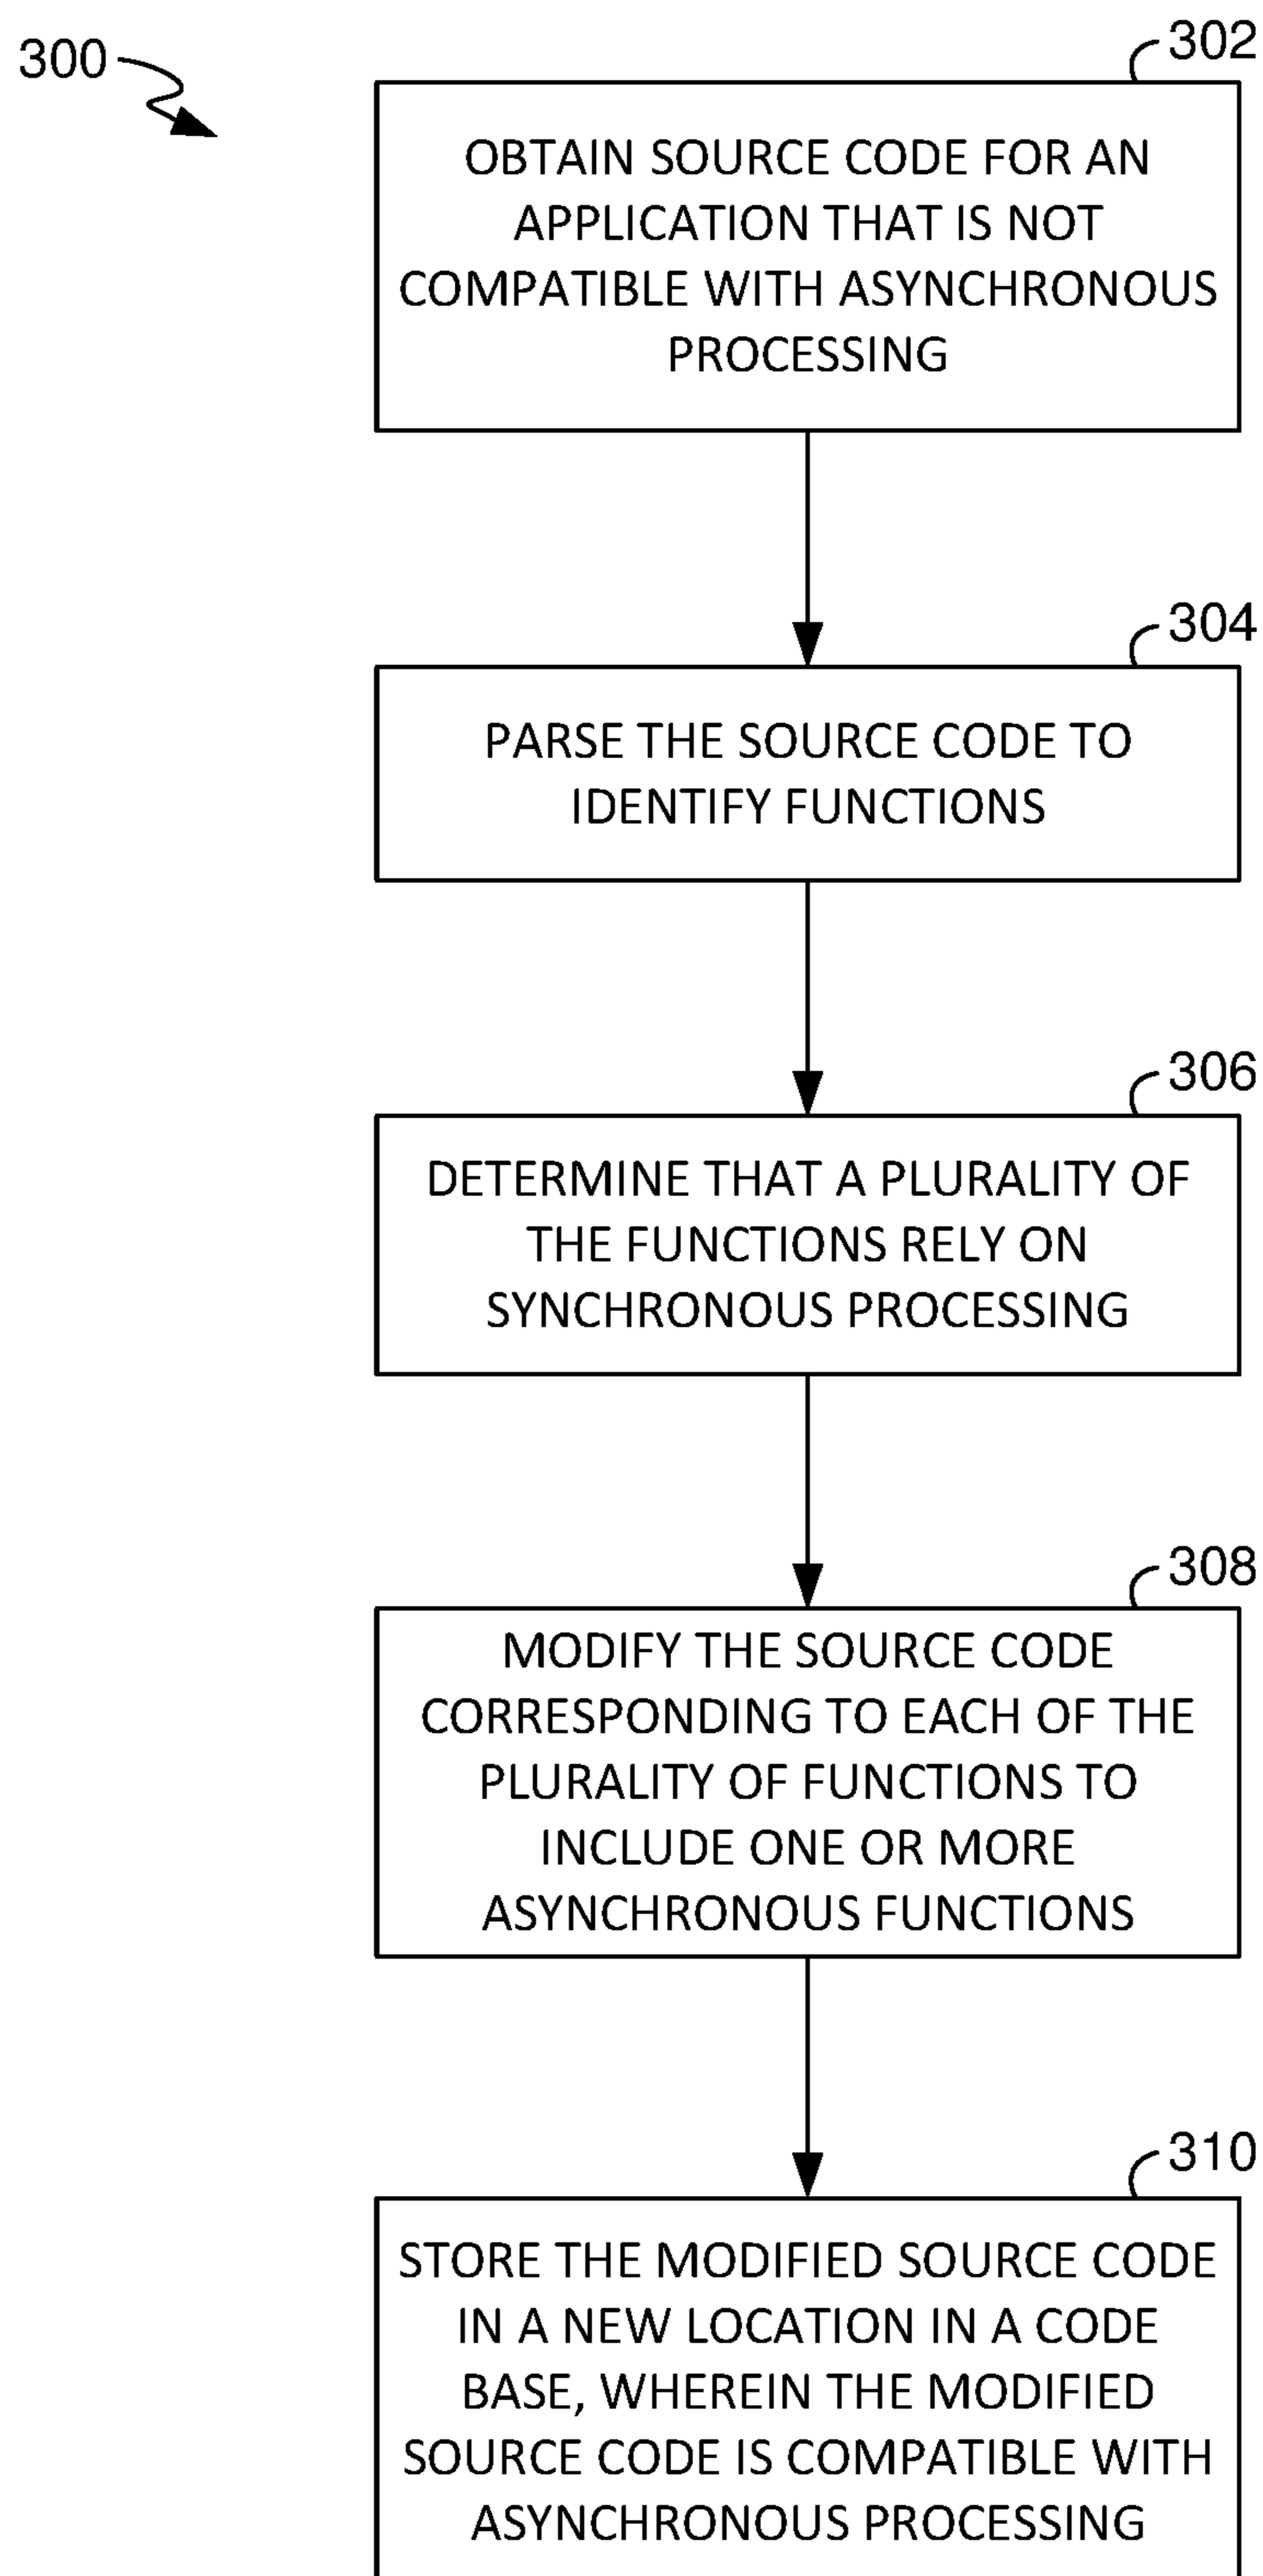 300
302
OBTAIN SOURCE CODE FOR AN
APPLICATION THAT IS NOT
COMPATIBLE WITH ASYNCHRONOUS
PROCESSING
304
PARSE THE SOURCE CODE TO
IDENTIFY FUNCTIONS
306
DETERMINE THAT A PLURALITY OF
THE FUNCTIONS RELY ON
SYNCHRONOUS PROCESSING
308
MODIFY THE SOURCE CODE
CORRESPONDING TO EACH OF THE
PLURALITY OF FUNCTIONS TO
INCLUDE ONE OR MORE
ASYNCHRONOUS FUNCTIONS
310
STORE THE MODIFIED SOURCE CODE
IN A NEW LOCATION IN A CODE
BASE, WHEREIN THE MODIFIED
SOURCE CODE IS COMPATIBLE WITH
ASYNCHRONOUS PROCESSING